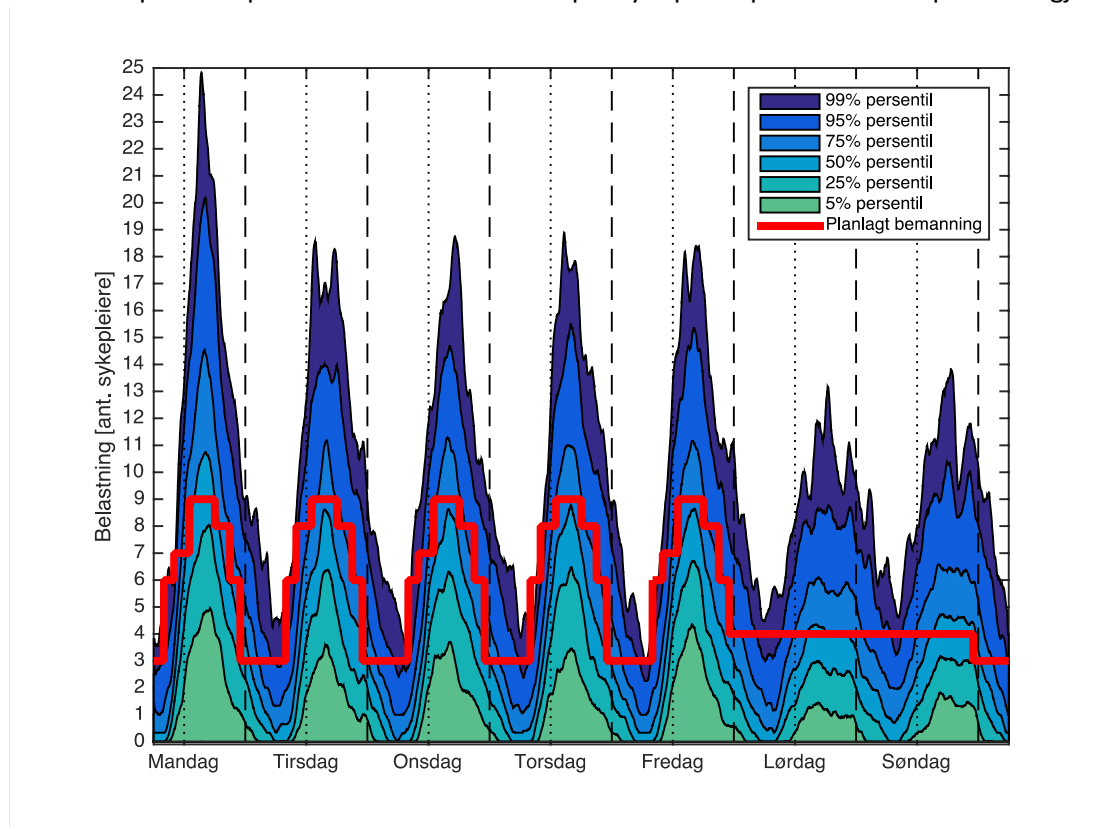 25
24
23
22
21
20
19
18
17
16
15
14
13
12
11
10
9
8
7
6
5
4
3
2
1
0
Belastning [ant. sykepleiere]
99% persentil
95% persentil
75% persentil
50% persentil
25% persentil
5% persentil
Planlagt bemanning
Mandag Tirsdag Onsdag Torsdag Fredag Lørdag Søndag